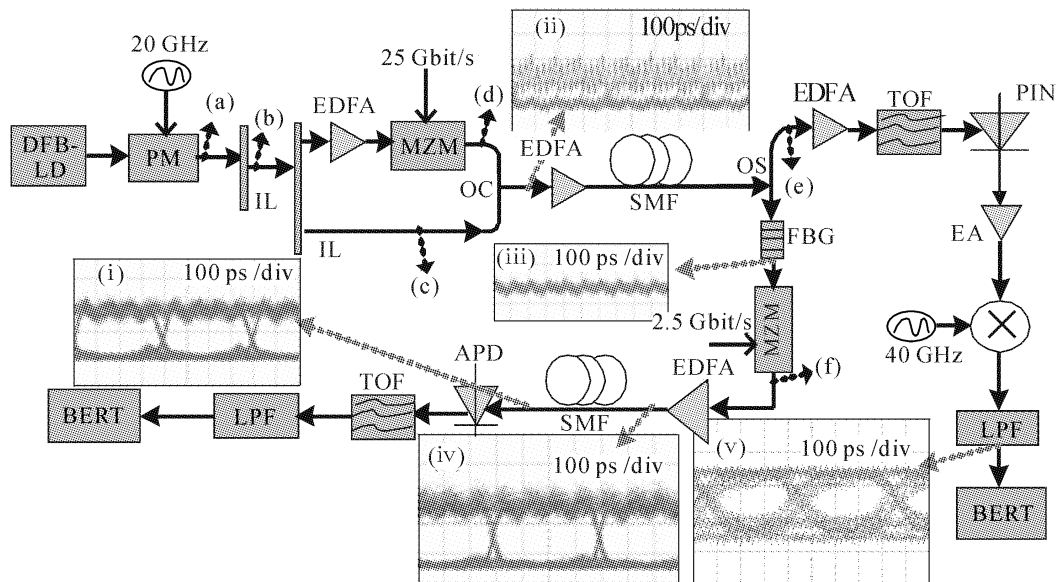 20 GHz
(a)
(b)
DFB-
LD
PM
IL
EDFA
25 Gbit/s
MZM
(d)
IL
(c)
OC
(ii)
100ps/div
EDFA
SMF
OS
(e)
EDFA
TOF
PIN
EA
FBG
(iii)
100 ps /div
(i)
100 ps /div
2.5 Gbit/s
MZM
(f)
40 GHz
EDFA
SMF
APD
TOF
LPF
BERT
(iv)
100 ps /div
(v)
100 ps /div
LPF
BERT